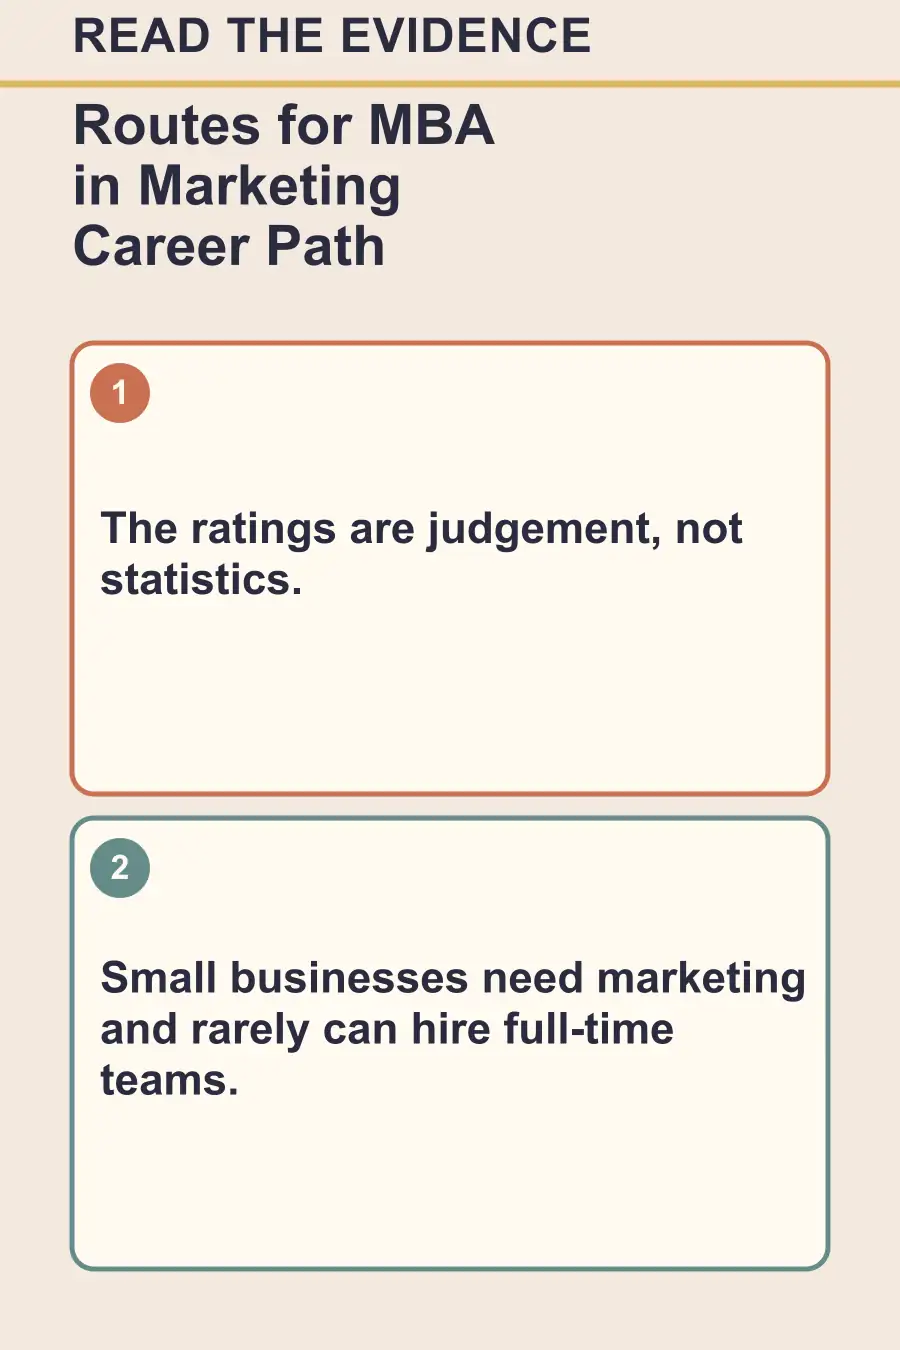 READ THE EVIDENCE
Routes for MBA
in Marketing
Career Path
1
The ratings are judgement, not
statistics.
2
Small businesses need marketing
and rarely can hire full-time
teams.